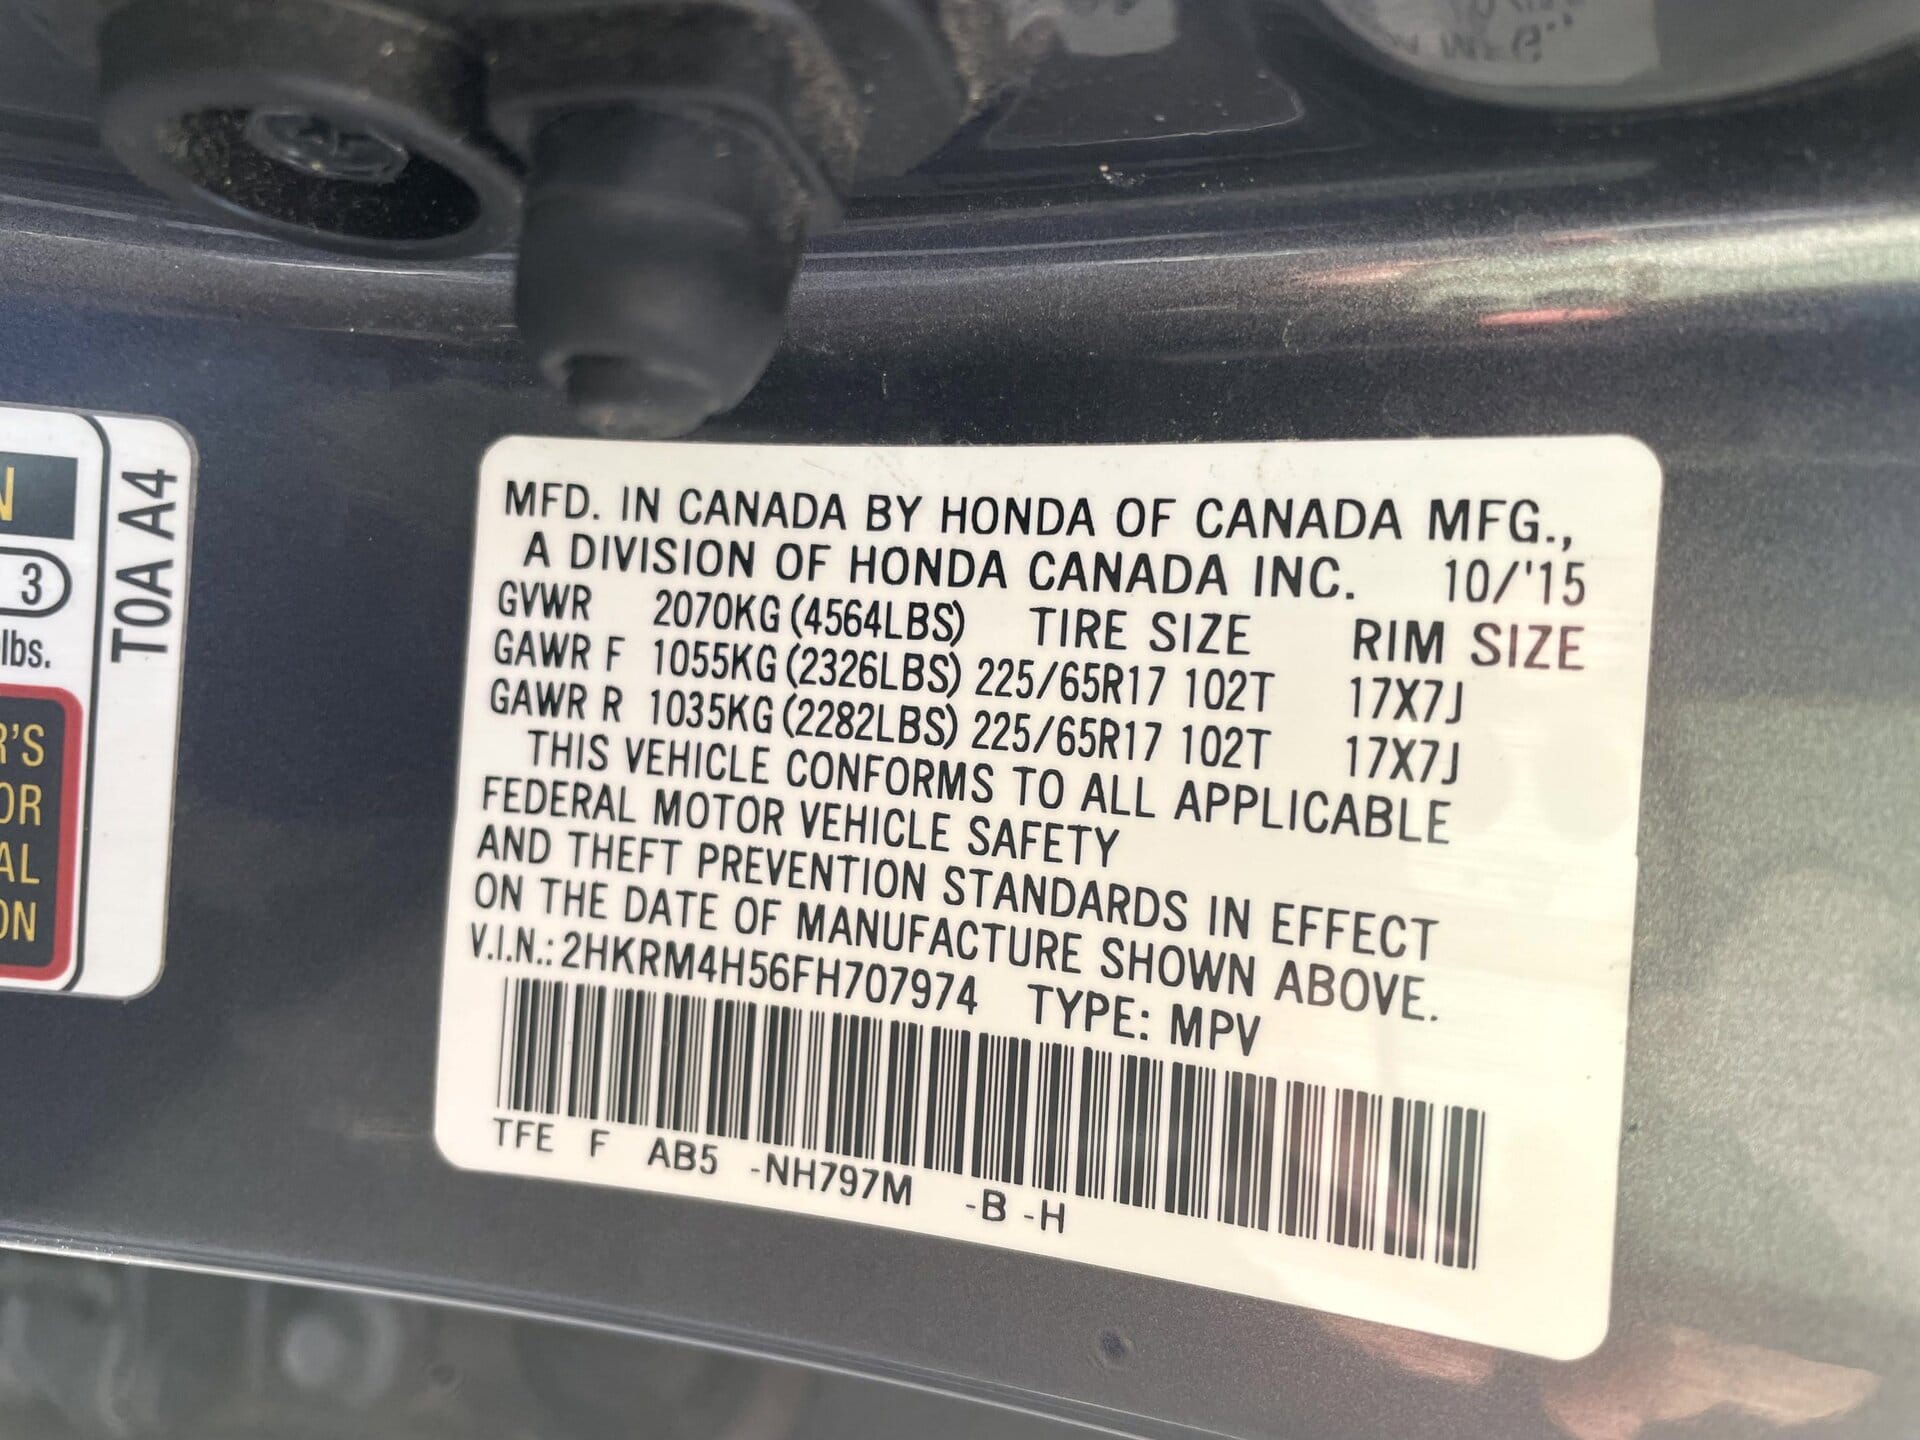 N
3
lbs.
R'S
OR
AL
ON
T0A A4
MFD. IN CANADA BY HONDA OF CANADA MFG.,
A DIVISION OF HONDA CANADA INC. 10/'15
GVWR 2070KG (4564LBS) TIRE SIZE RIM SIZE
GAWR F 1055KG (2326LBS) 225/65R17 102T 17X7J
GAWR R 1035KG (2282LBS) 225/65R17 102T 17X7J
THIS VEHICLE CONFORMS TO ALL APPLICABLE
FEDERAL MOTOR VEHICLE SAFETY
AND THEFT PREVENTION STANDARDS IN EFFECT
ON THE DATE OF MANUFACTURE SHOWN ABOVE.
V.I.N.: 2HKRM4H56FH707974 TYPE: MPV
TFE F AB5 -NH797M -B -H